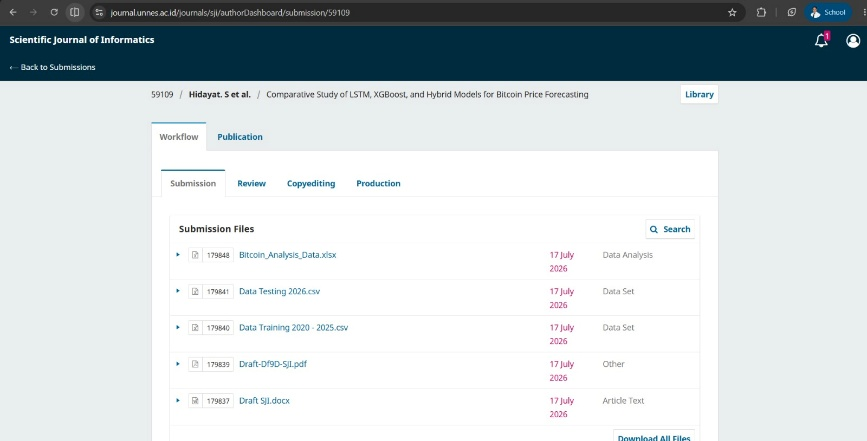 journal.unnes.ac.id/journals/sji/authorDashboard/submission/59109
School
Scientific Journal of Informatics
1
← Back to Submissions
59109 / Hidayat. S et al. / Comparative Study of LSTM, XGBoost, and Hybrid Models for Bitcoin Price Forecasting
Library
Workflow Publication
Submission Review Copyediting Production
Submission Files
Search
179848 Bitcoin_Analysis_Data.xlsx 17 July 2026 Data Analysis
179841 Data Testing 2026.csv 17 July 2026 Data Set
179840 Data Training 2020 - 2025.csv 17 July 2026 Data Set
179839 Draft-Df9D-SJI.pdf 17 July 2026 Other
179837 Draft SJI.docx 17 July 2026 Article Text
Download All Files